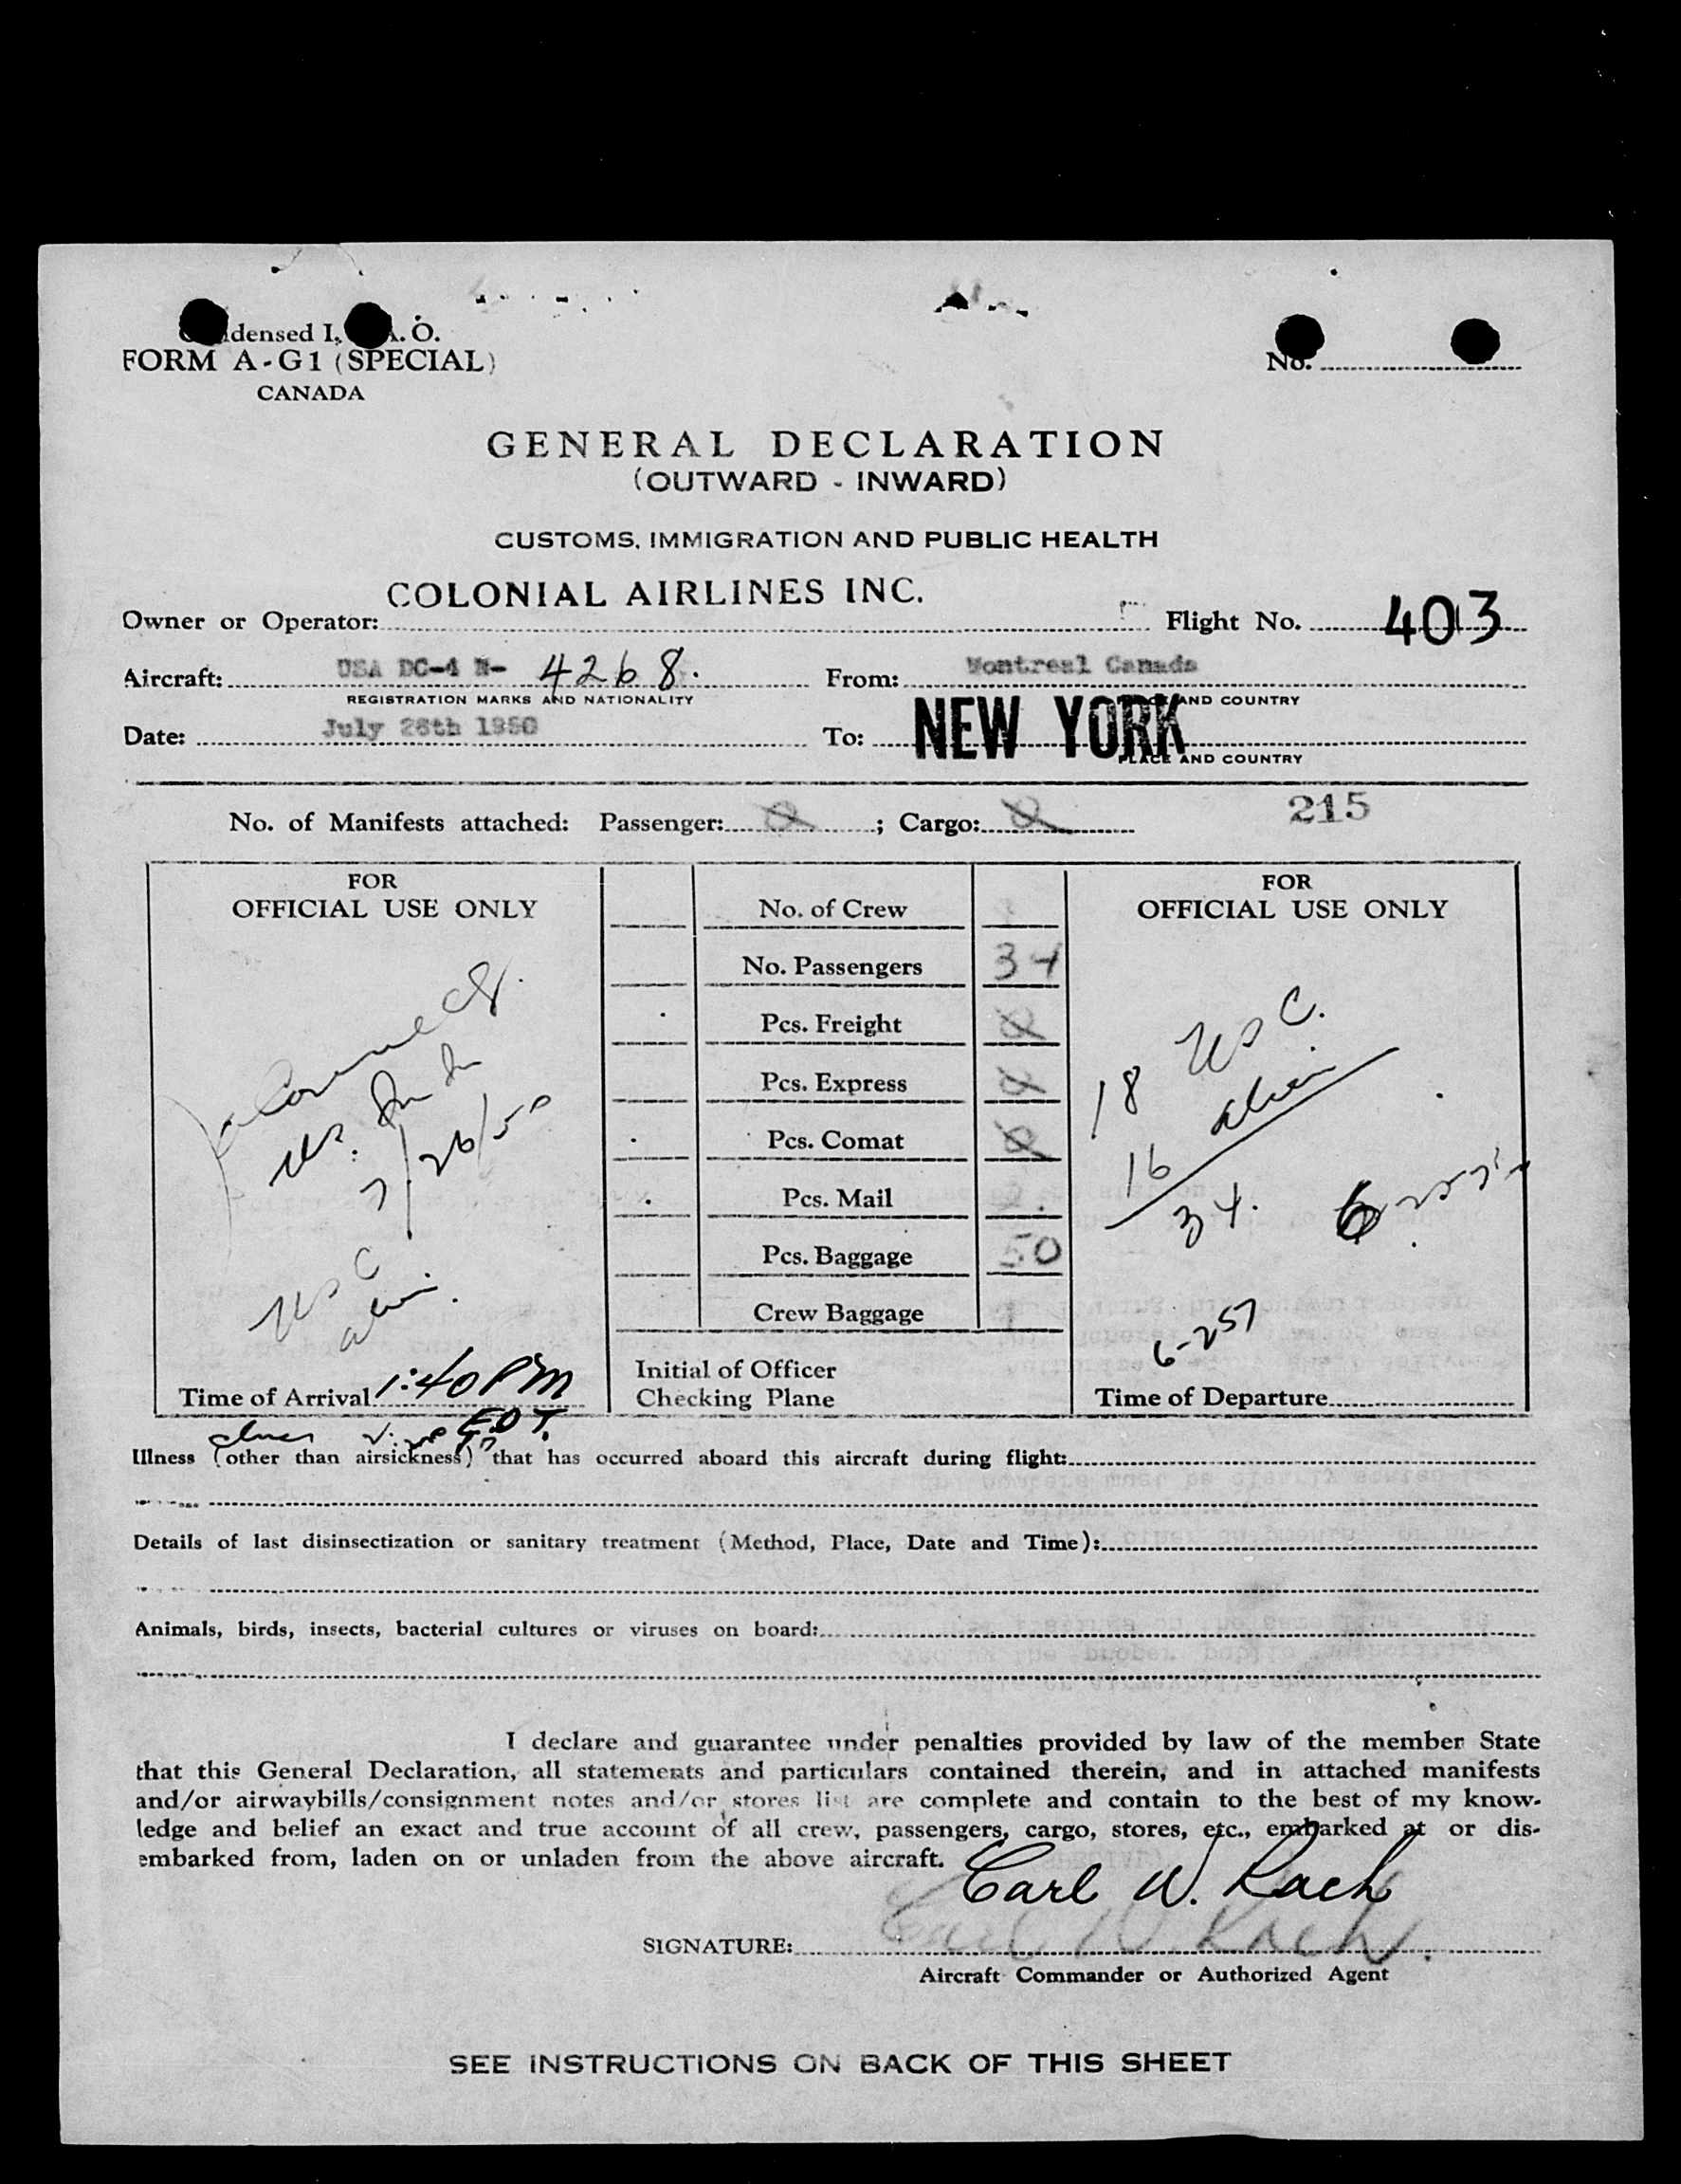 densed I. A. O.
FORM A-G1 (SPECIAL)
CANADA
No.
GENERAL DECLARATION
(OUTWARD - INWARD)
CUSTOMS, IMMIGRATION AND PUBLIC HEALTH
COLONIAL AIRLINES INC.
Owner or Operator: Flight No. 403
Aircraft: USA DC-4 N- 4268. From: Montreal Canada
REGISTRATION MARKS AND NATIONALITY AND COUNTRY
Date: July 26th 1950 To: NEW YORK
PLACE AND COUNTRY
No. of Manifests attached: Passenger: 0; Cargo: 0 215
FOR
OFFICIAL USE ONLY
7/26/50
USC
Time of Arrival 1:40 PM
EDT.
No. of Crew
No. Passengers 34
Pcs. Freight 0
Pcs. Express 0
Pcs. Comat 0
Pcs. Mail
Pcs. Baggage 50
Crew Baggage
Initial of Officer
Checking Plane
FOR
OFFICIAL USE ONLY
18 USC.
16
34.
6-257
Time of Departure
Illness (other than airsickness) that has occurred aboard this aircraft during flight:
Details of last disinsectization or sanitary treatment (Method, Place, Date and Time):
Animals, birds, insects, bacterial cultures or viruses on board:
I declare and guarantee under penalties provided by law of the member State
that this General Declaration, all statements and particulars contained therein, and in attached manifests
and/or airwaybills/consignment notes and/or stores list are complete and contain to the best of my know-
ledge and belief an exact and true account of all crew, passengers, cargo, stores, etc., embarked at or dis-
embarked from, laden on or unladen from the above aircraft.
Carl W. Rach
SIGNATURE: Carl W. Rach.
Aircraft Commander or Authorized Agent
SEE INSTRUCTIONS ON BACK OF THIS SHEET